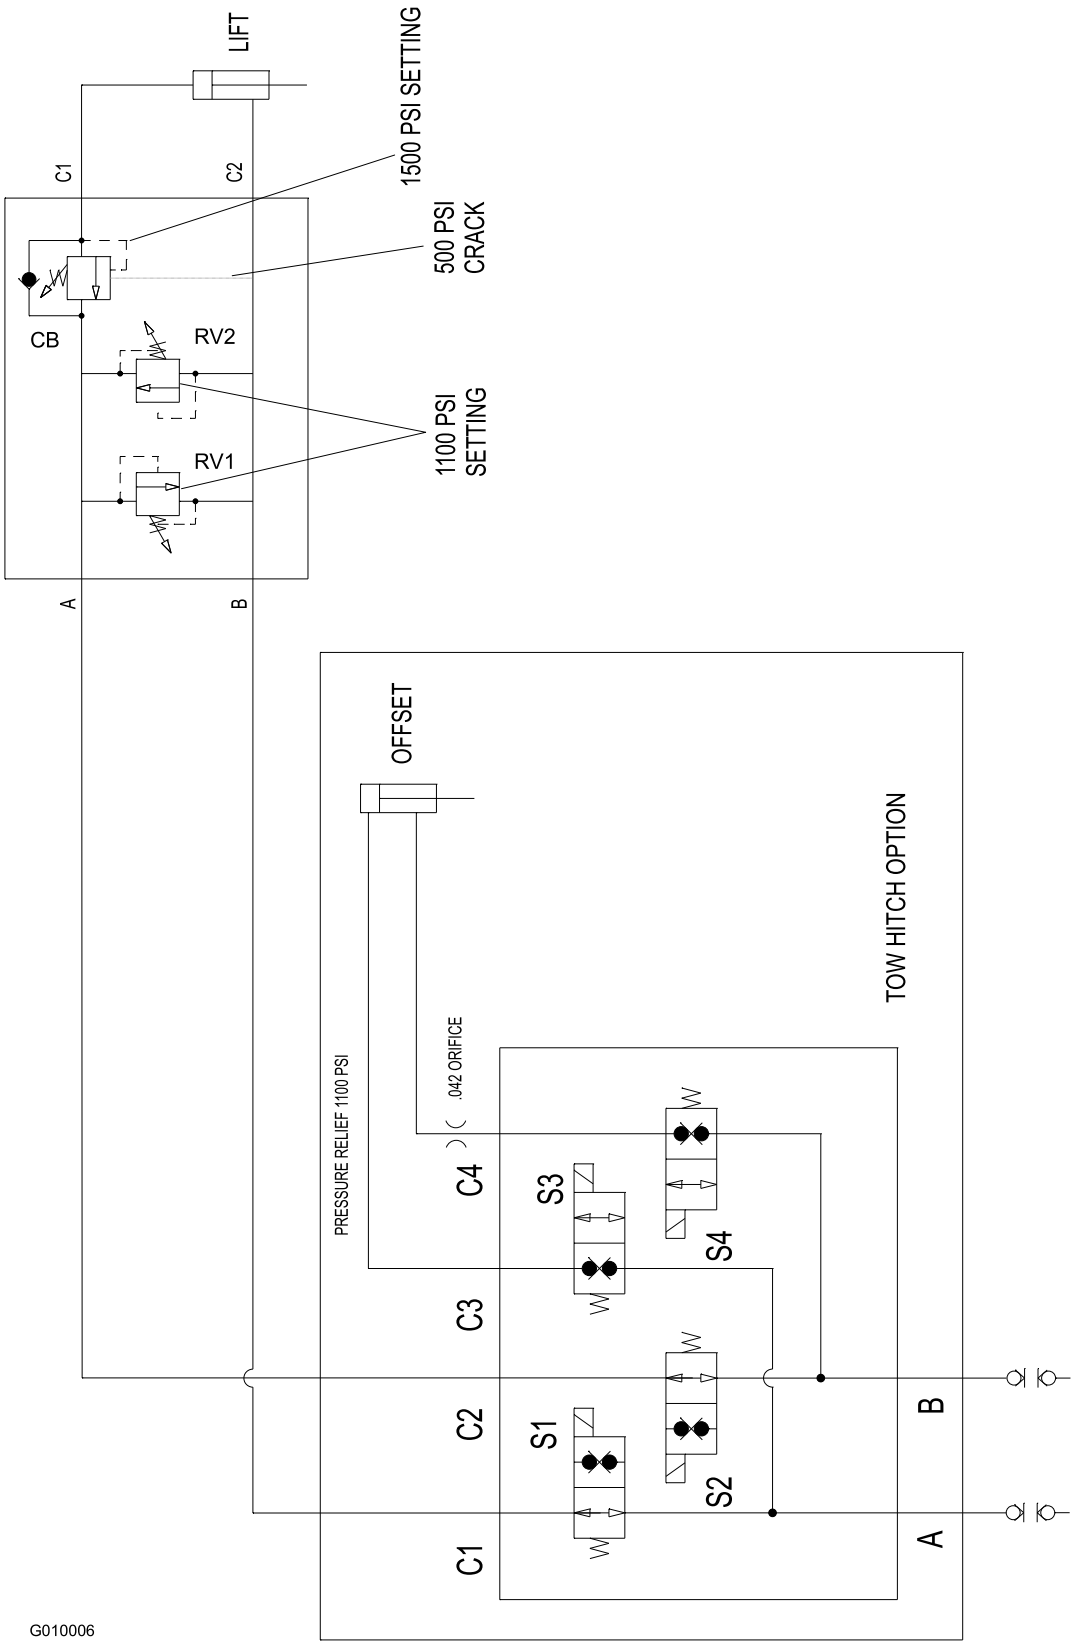 LIFT
C1
C2
1500 PSI SETTING
500 PSI
CRACK
CB
RV2
1100 PSI
SETTING
RV1
A
B
OFFSET
TOW HITCH OPTION
PRESSURE RELIEF 1100 PSI
.042 ORIFICE
C4
S3
S4
C3
C2
S1
S2
B
C1
A
G010006